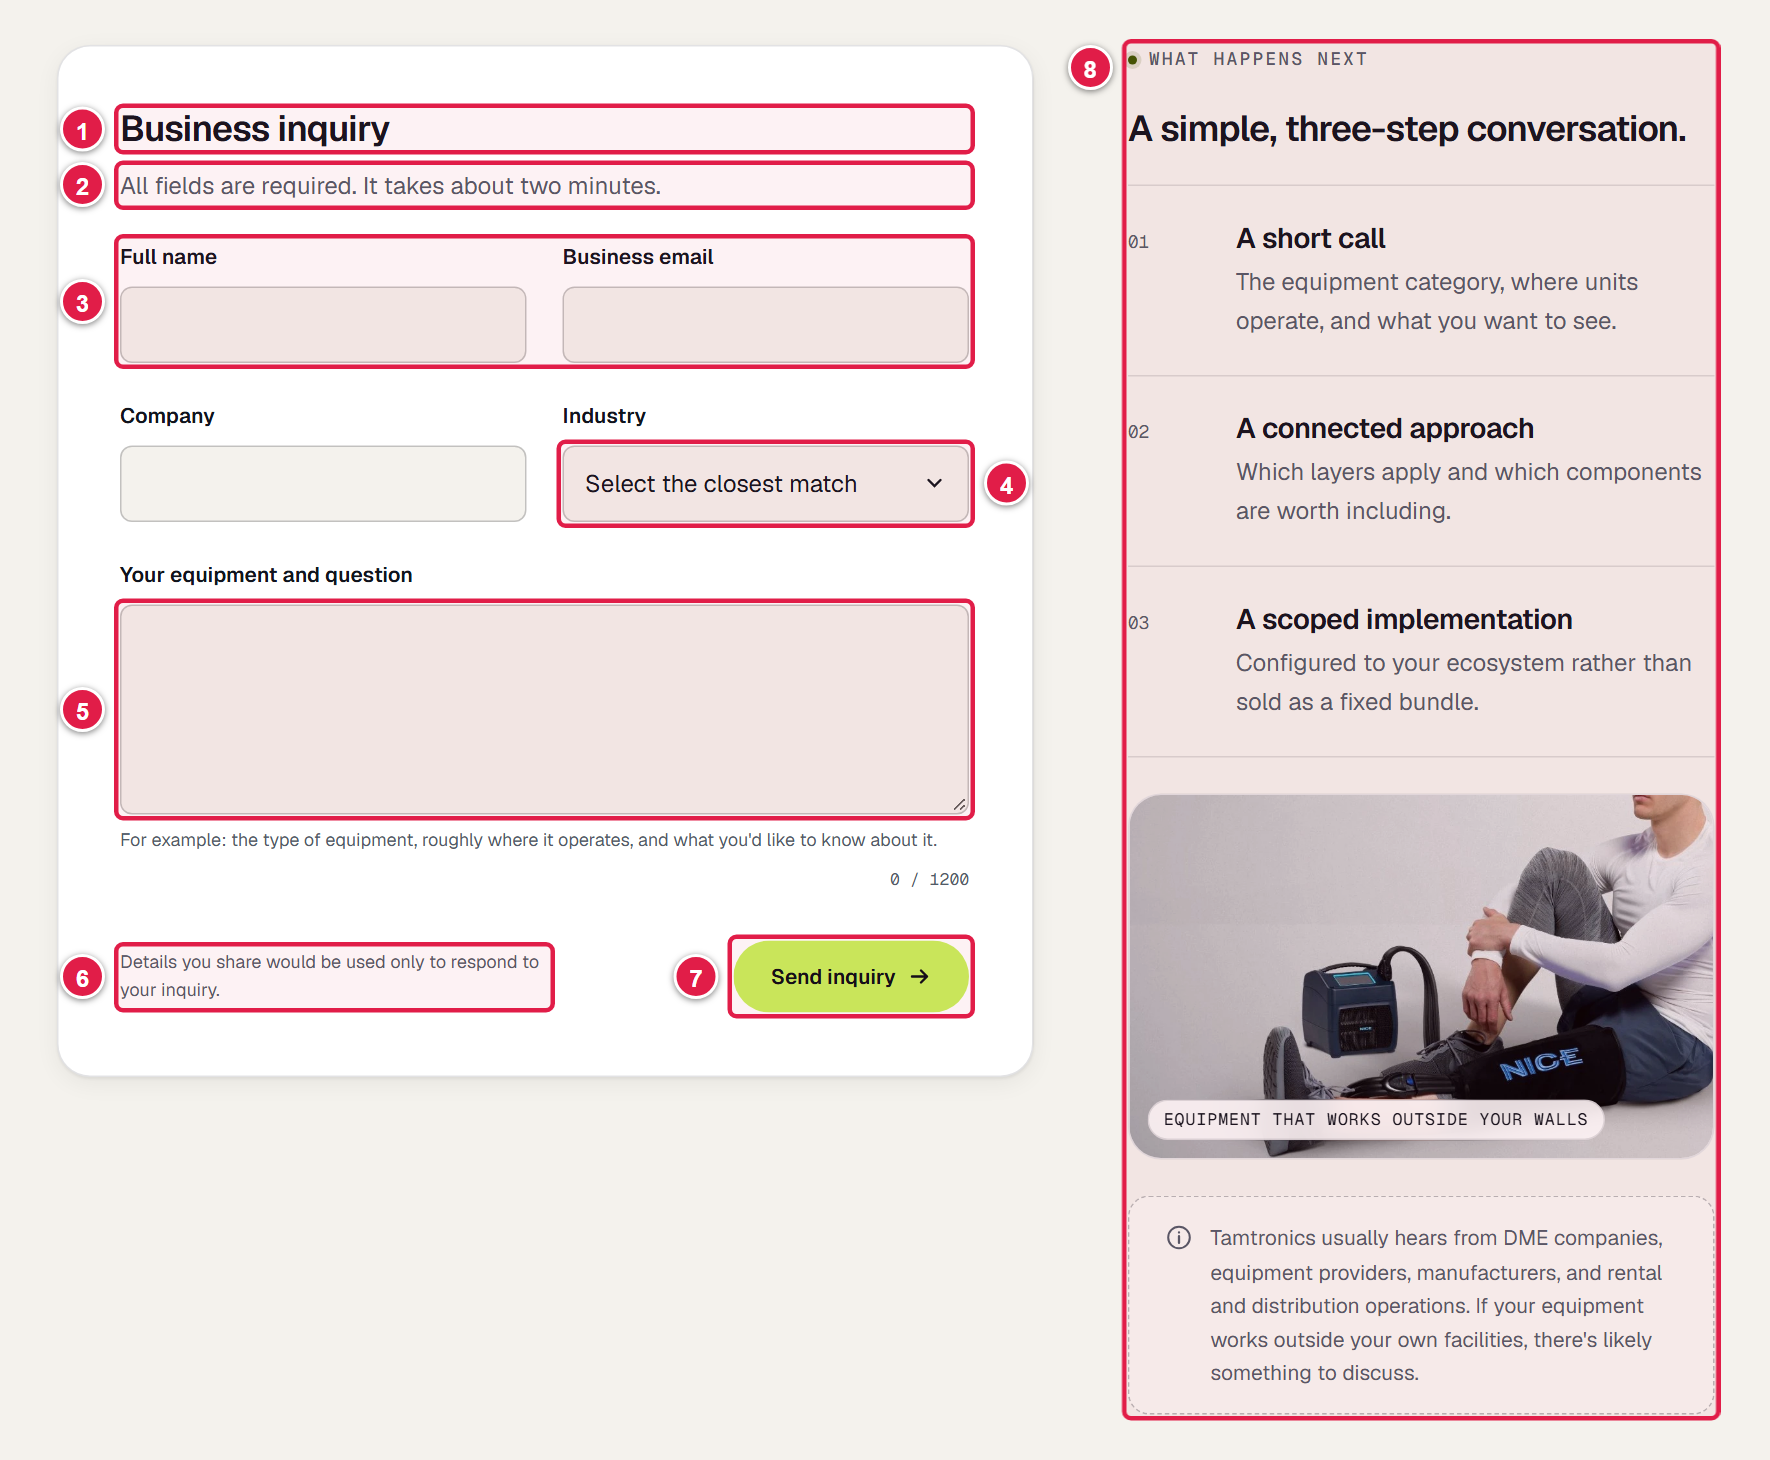 1
Business inquiry
2
All fields are required. It takes about two minutes.
3
Full name
Business email
Company
Industry
Select the closest match
4
Your equipment and question
5
For example: the type of equipment, roughly where it operates, and what you'd like to know about it.
0 / 1200
6
Details you share would be used only to respond to
your inquiry.
7
Send inquiry
8
WHAT HAPPENS NEXT
A simple, three-step conversation.
01
A short call
The equipment category, where units
operate, and what you want to see.
02
A connected approach
Which layers apply and which components
are worth including.
03
A scoped implementation
Configured to your ecosystem rather than
sold as a fixed bundle.
NICE
NICE
EQUIPMENT THAT WORKS OUTSIDE YOUR WALLS
Tamtronics usually hears from DME companies,
equipment providers, manufacturers, and rental
and distribution operations. If your equipment
works outside your own facilities, there's likely
something to discuss.